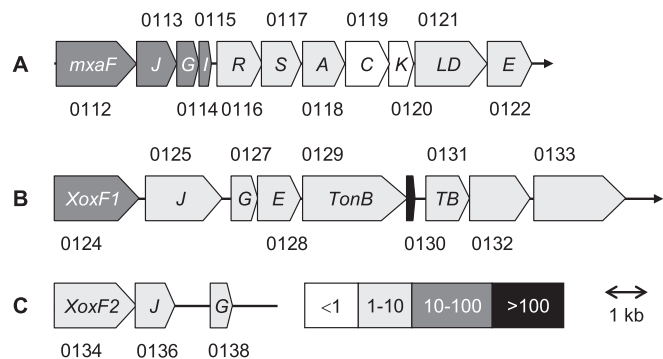 0113 0115 0117 0119 0121
A mxaF J G I R S A C K LD E
0112 0114 0116 0118 0120 0122
0125 0127 0129 0131 0133
B XoxF1 J G E TonB TB
0124 0128 0130 0132
C XoxF2 J G <1 1-10 10-100 >100
1 kb
0134 0136 0138